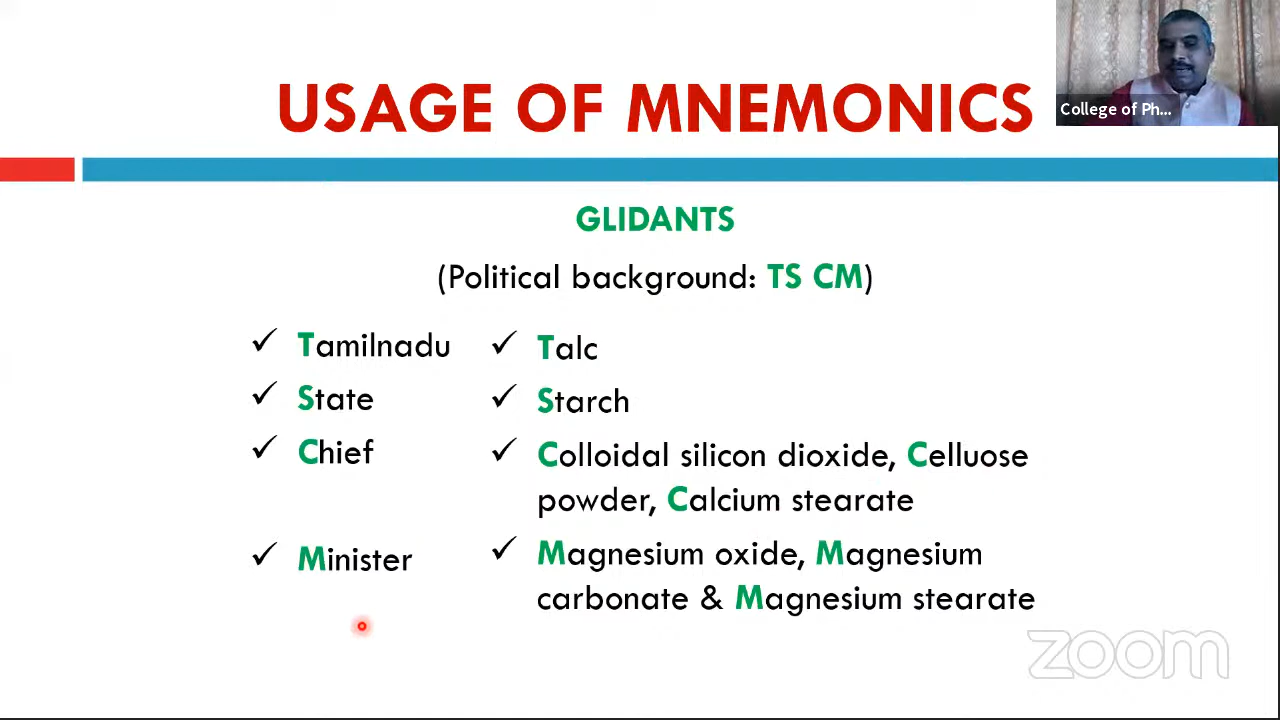 College of Ph...
USAGE OF MNEMONICS
GLIDANTS
(Political background: TS CM)
Tamilnadu
State
Chief
Minister
Talc
Starch
Colloidal silicon dioxide, Celluose
powder, Calcium stearate
Magnesium oxide, Magnesium
carbonate & Magnesium stearate
zoom